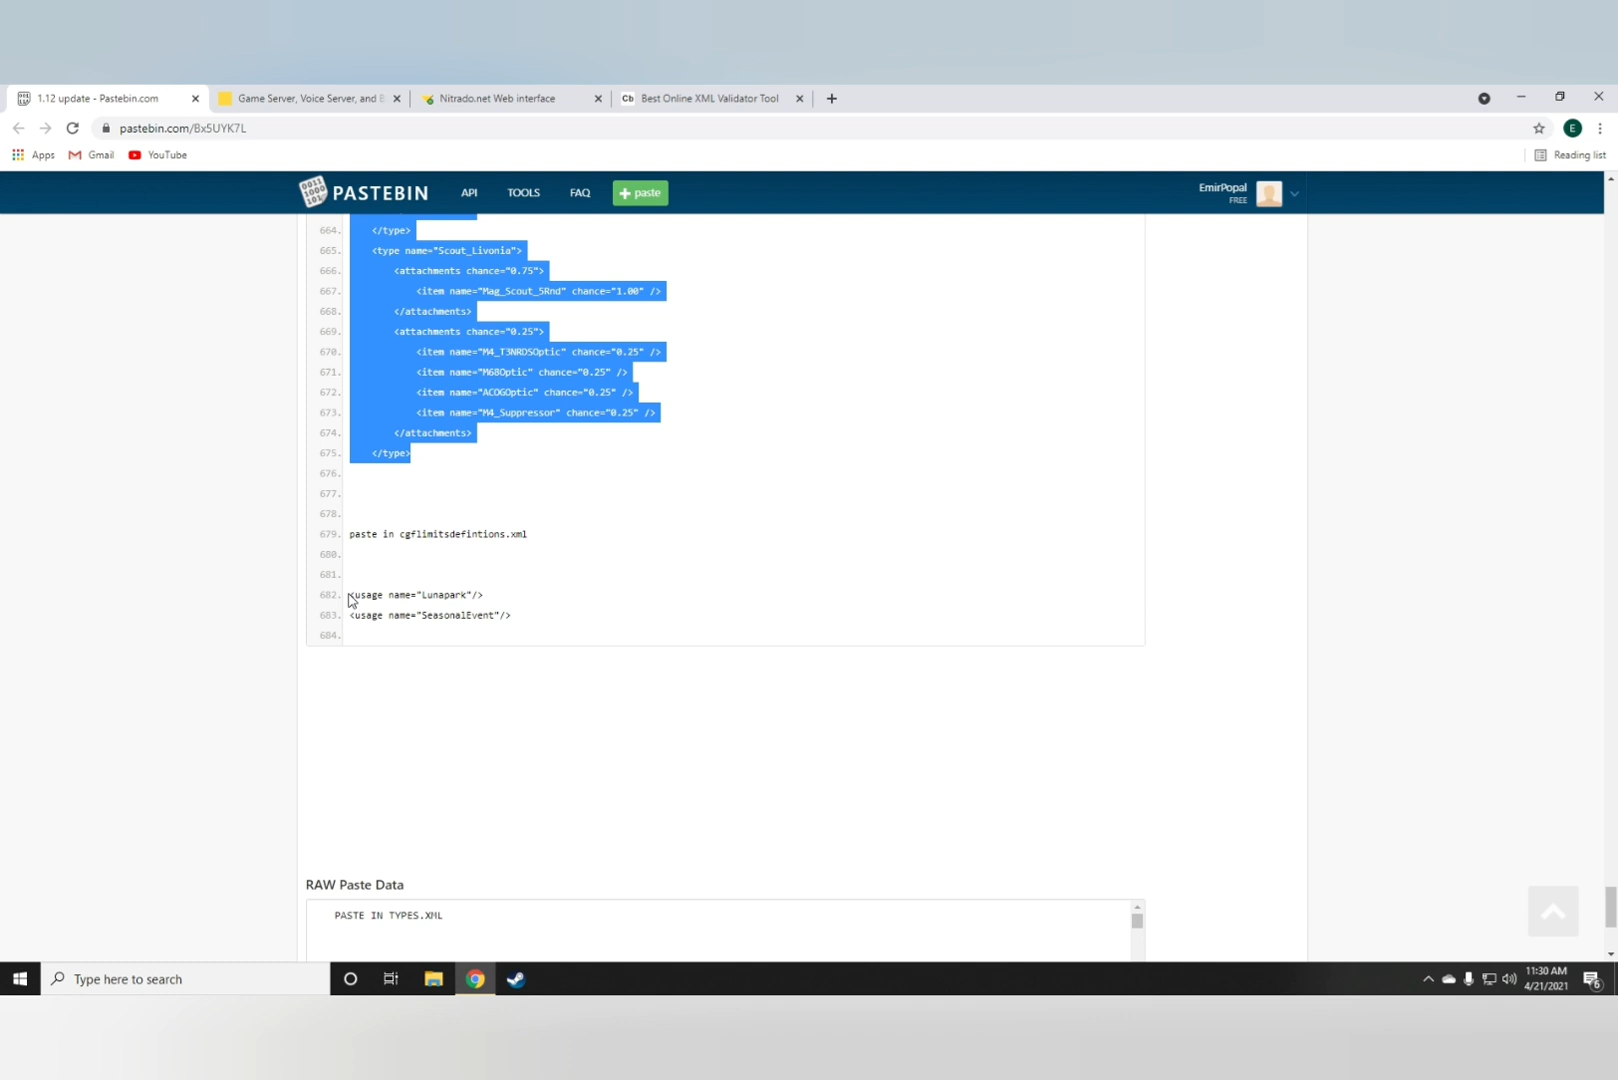 1.12 update - Pastebin.com
Game Server, Voice Server, and
Nitrado.net Web interface
Cb Best Online XML Validator Tool
pastebin.com/Bx5UYK7L
E
Apps Gmail YouTube
Reading list
PASTEBIN API TOOLS FAQ + paste
EmirPopal
FREE
664. </type>
665. <type name="Scout_Livonia">
666. <attachments chance="0.75">
667. <item name="Mag_Scout_5Rnd" chance="1.00" />
668. </attachments>
669. <attachments chance="0.25">
670. <item name="M4_T3NRDSOptic" chance="0.25" />
671. <item name="M68Optic" chance="0.25" />
672. <item name="ACOGOptic" chance="0.25" />
673. <item name="M4_Suppressor" chance="0.25" />
674. </attachments>
675. </type>
676.
677.
678.
679. paste in cgflimitsdefintions.xml
680.
681.
682. <usage name="Lunapark"/>
683. <usage name="SeasonalEvent"/>
684.
RAW Paste Data
PASTE IN TYPES.XML
Type here to search
11:30 AM
4/21/2021
6